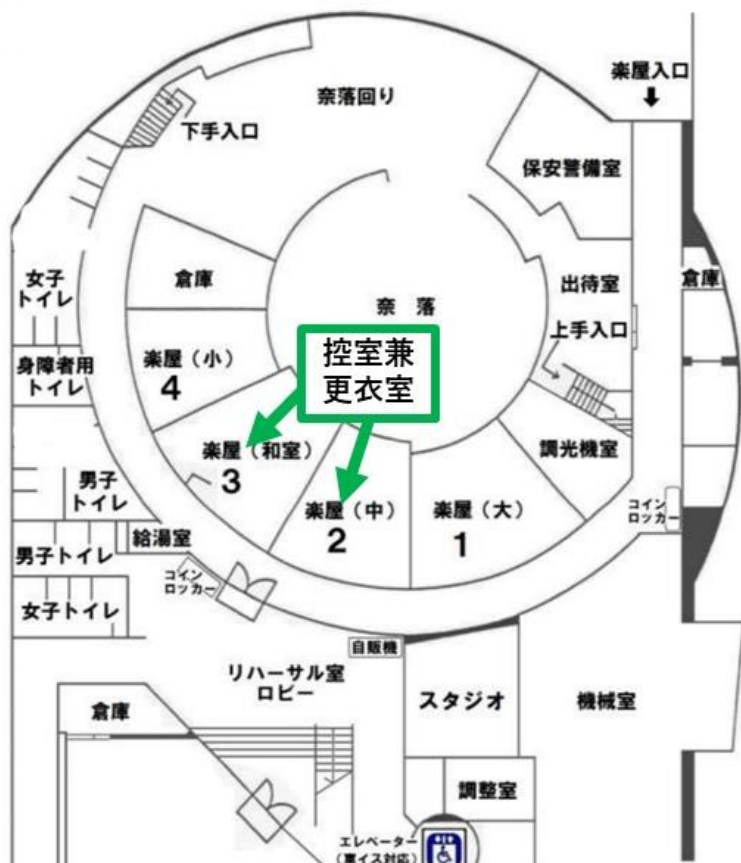 楽屋入口
奈落回り
下手入口
保安警備室
女子
トイレ
倉庫
出待室
倉庫
奈 落
身障者用
トイレ
楽屋（小）
4
控室兼
更衣室
上手入口
楽屋（和室）
3
調光機室
男子
トイレ
楽屋（中）
2
楽屋（大）
1
コイン
ロッカー
給湯室
男子トイレ
コイン
ロッカー
女子トイレ
自販機
リハーサル室
ロビー
スタジオ
機械室
倉庫
調整室
エレベーター
（車イス対応）